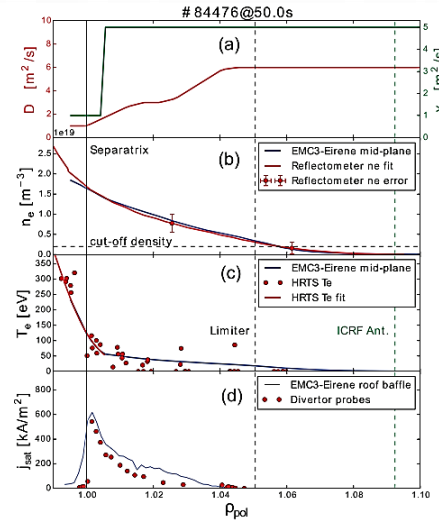 #84476@50.0s
D [m²/s]
10
8
6
4
2
0
(a)
5
4
3
2
1
0
[m²/s]
1e19
n_e [m⁻³]
2.5
2.0
1.5
1.0
0.5
0.0
Separatrix
(b)
EMC3-Eirene mid-plane
Reflectometer ne fit
Reflectometer ne error
cut-off density
T_e [eV]
350
300
250
200
150
100
50
0
(c)
EMC3-Eirene mid-plane
HRTS Te
HRTS Te fit
Limiter
ICRF Ant.
j_sat [kA/m²]
800
600
400
200
0
(d)
EMC3-Eirene roof baffle
Divertor probes
1.00
1.02
1.04
1.06
1.08
1.10
ρ_pol